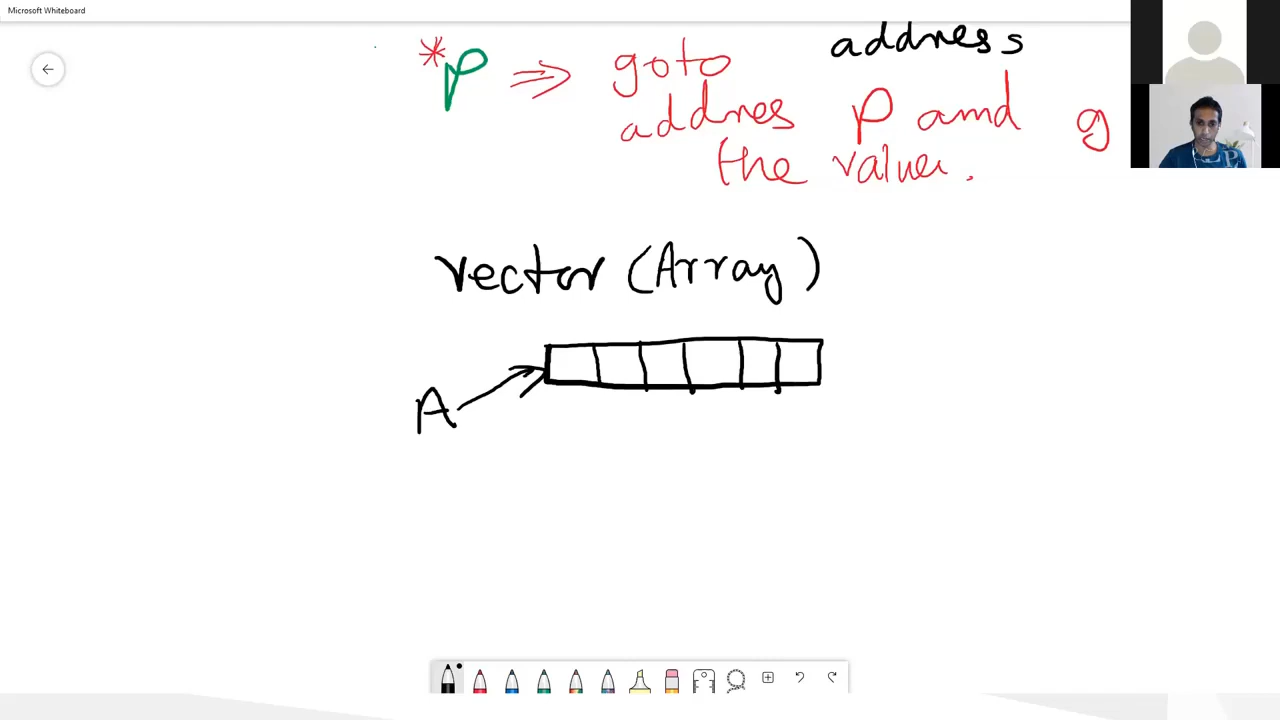 Microsoft Whiteboard
address
*P ⇒ goto
address P and g
the value.
vector (Array)
A